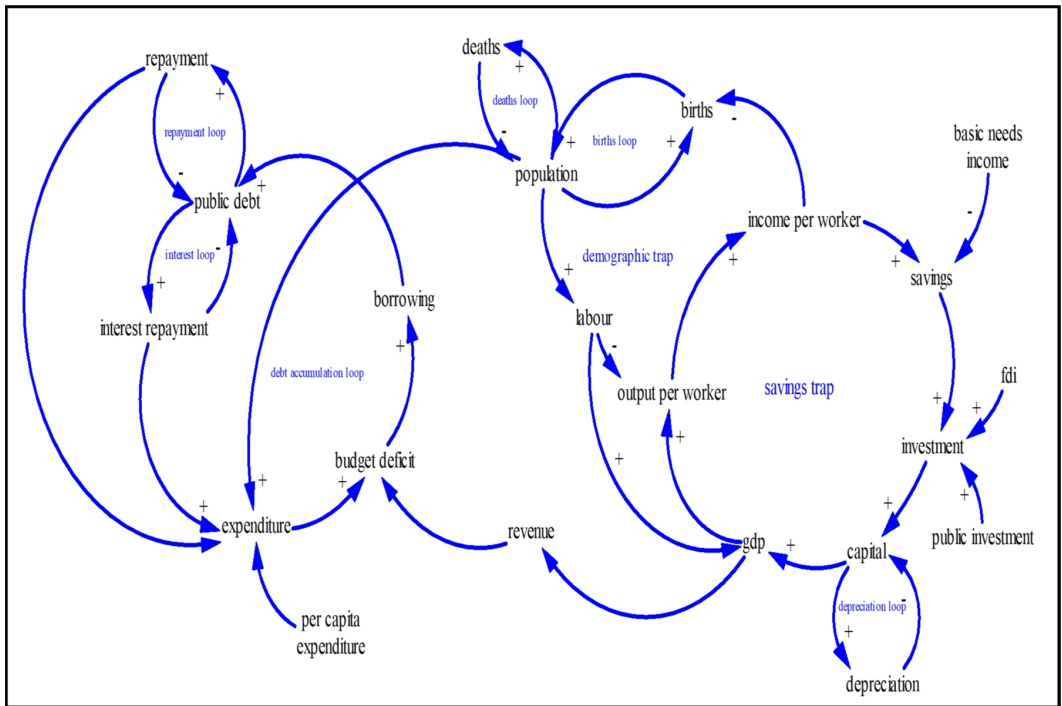 deaths
repayment
+
deaths loop
births
+
repayment loop
-
births loop
+
+
-
basic needs
income
-
population
public debt
+
income per worker
-
interest loop
-
demographic trap
+
+
+
savings
+
borrowing
interest repayment
labour
+
-
fdi
debt accumulation loop
output per worker
savings trap
+
+
+
investment
budget deficit
+
+
+
+
+
+
expenditure
revenue
gdp
+
capital
public investment
per capita
expenditure
depreciation loop
-
+
depreciation